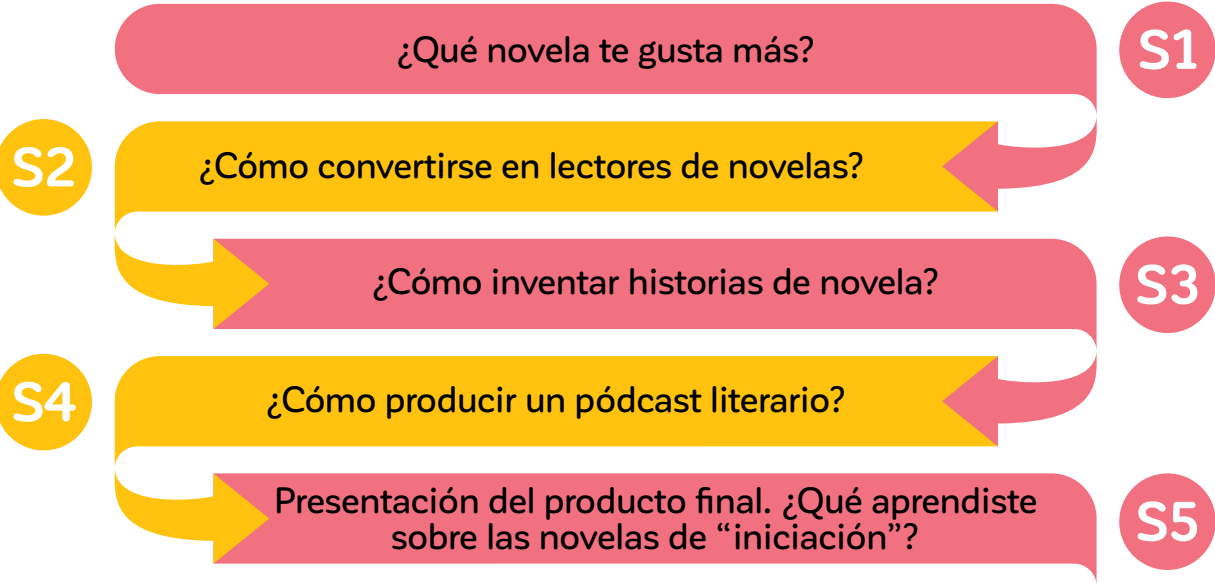 ¿Qué novela te gusta más?
S1
S2
¿Cómo convertirse en lectores de novelas?
¿Cómo inventar historias de novela?
S3
S4
¿Cómo producir un pódcast literario?
Presentación del producto final. ¿Qué aprendiste
sobre las novelas de “iniciación”?
S5